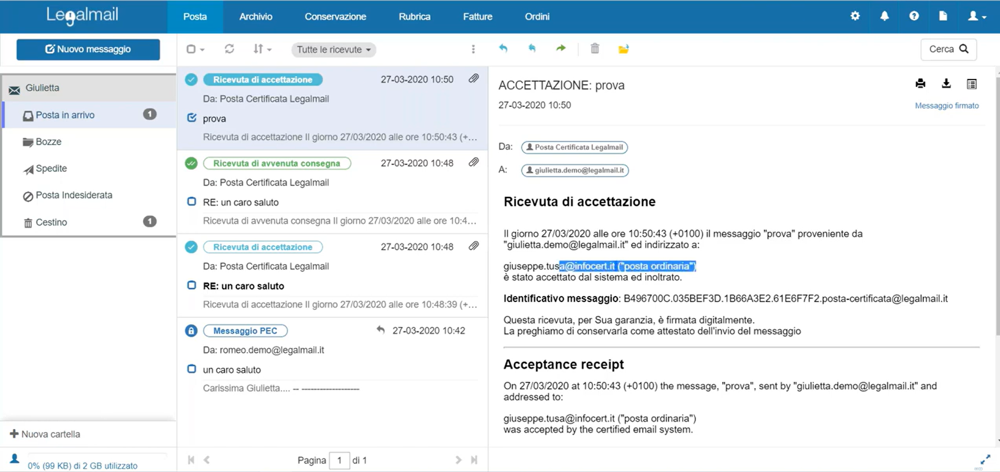 Legalmail
Posta
Archivio
Conservazione
Rubrica
Fatture
Ordini
Nuovo messaggio
Tutte le ricevute
Cerca
Giulietta
Posta in arrivo
1
Bozze
Spedite
Posta Indesiderata
Cestino
1
Nuova cartella
0% (99 KB) di 2 GB utilizzato
Ricevuta di accettazione
27-03-2020 10:50
Da: Posta Certificata Legalmail
prova
Ricevuta di accettazione Il giorno 27/03/2020 alle ore 10:50:43 (+...
Ricevuta di avvenuta consegna
27-03-2020 10:48
Da: Posta Certificata Legalmail
RE: un caro saluto
Ricevuta di avvenuta consegna Il giorno 27/03/2020 alle ore 10:4...
Ricevuta di accettazione
27-03-2020 10:48
Da: Posta Certificata Legalmail
RE: un caro saluto
Ricevuta di accettazione Il giorno 27/03/2020 alle ore 10:48:39 (+...
Messaggio PEC
27-03-2020 10:42
Da: romeo.demo@legalmail.it
un caro saluto
Carissima Giulietta.... -- --------------------
Pagina 1 di 1
ACCETTAZIONE: prova
27-03-2020 10:50
Messaggio firmato
Da: Posta Certificata Legalmail
A: giulietta.demo@legalmail.it
Ricevuta di accettazione
Il giorno 27/03/2020 alle ore 10:50:43 (+0100) il messaggio "prova" proveniente da
"giulietta.demo@legalmail.it" ed indirizzato a:
giuseppe.tusa@infocert.it ("posta ordinaria")
è stato accettato dal sistema ed inoltrato.
Identificativo messaggio: B496700C.035BEF3D.1B66A3E2.61E6F7F2.posta-certificata@legalmail.it
Questa ricevuta, per Sua garanzia, è firmata digitalmente.
La preghiamo di conservarla come attestato dell'invio del messaggio
Acceptance receipt
On 27/03/2020 at 10:50:43 (+0100) the message, "prova", sent by "giulietta.demo@legalmail.it" and
addressed to:
giuseppe.tusa@infocert.it ("posta ordinaria")
was accepted by the certified email system.